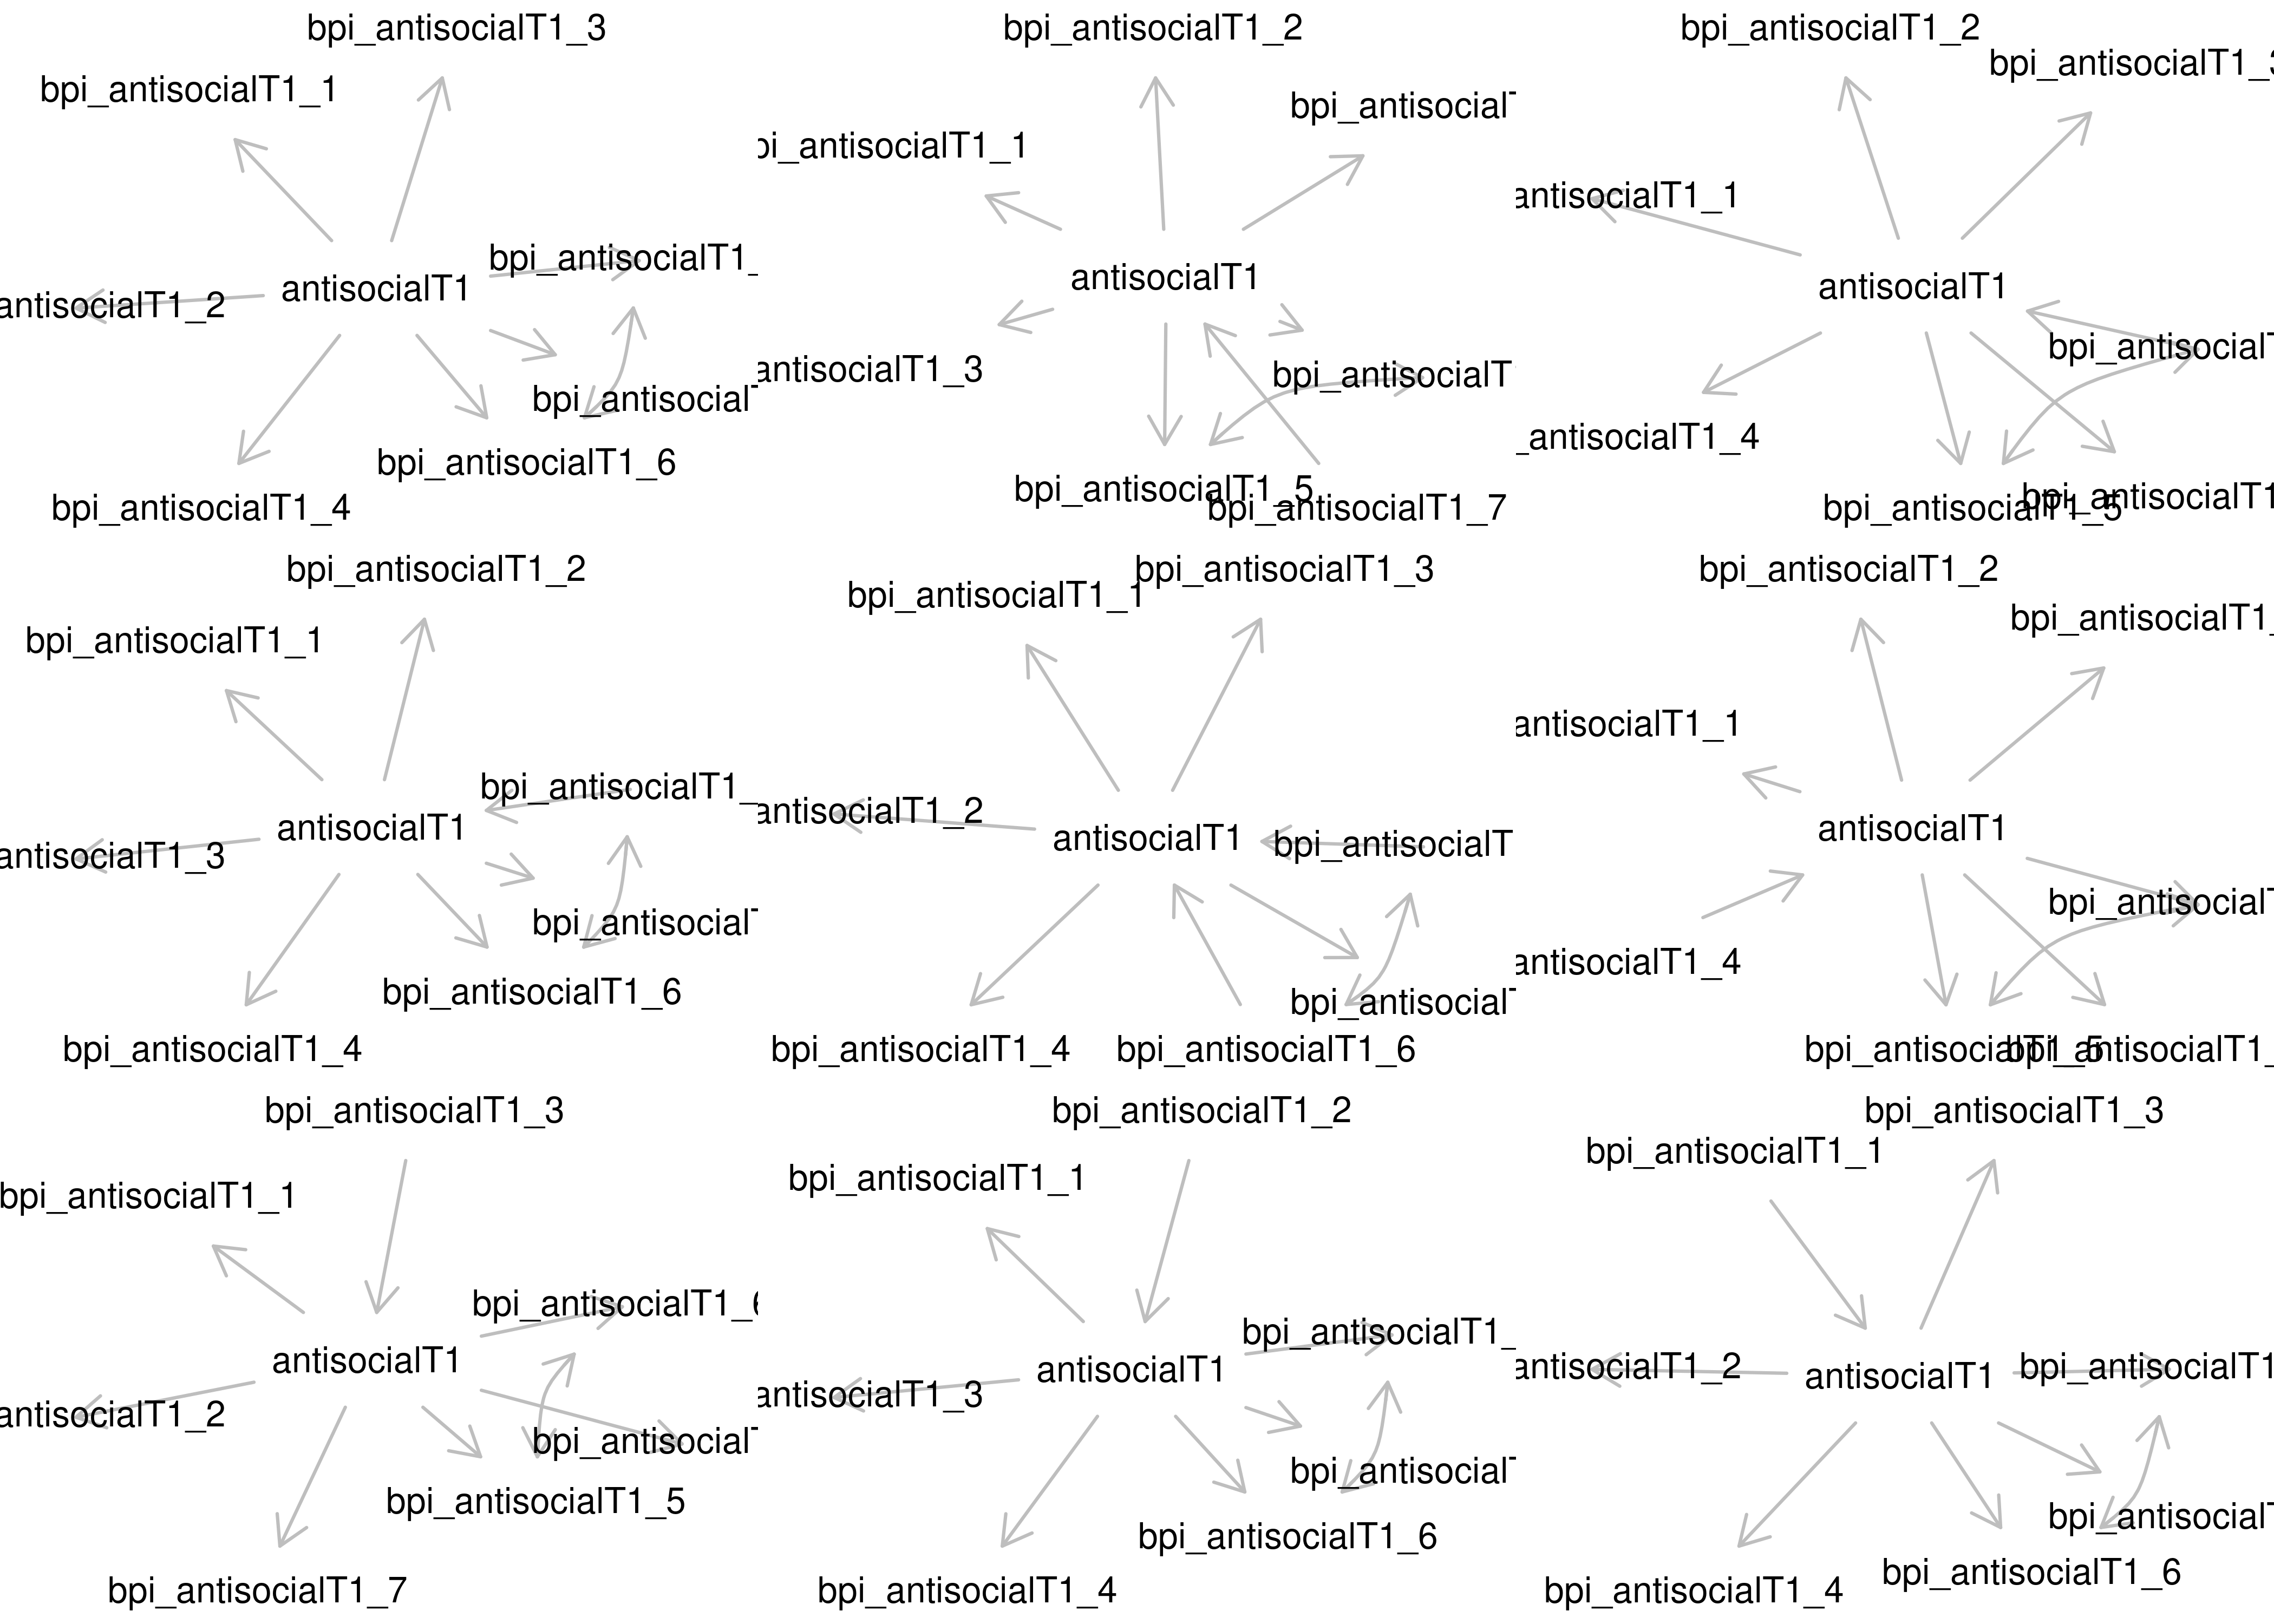 bpi_antisocialT1_3
bpi_antisocialT1_1
antisocialT1
bpi_antisocialT1_
antisocialT1_2
bpi_antisocial
bpi_antisocialT1_6
bpi_antisocialT1_4
bpi_antisocialT1_2
bpi_antisocial
bpi_antisocialT1_1
antisocialT1
antisocialT1_3
bpi_antisocialT
bpi_antisocialT1_5
bpi_antisocialT1_7
bpi_antisocialT1_2
bpi_antisocialT1_3
antisocialT1_1
antisocialT1
bpi_antisocial
_antisocialT1_4
bpi_antisocialT1_5
bpi_antisocialT1
bpi_antisocialT1_2
bpi_antisocialT1_1
bpi_antisocialT1_
antisocialT1
antisocialT1_3
bpi_antisocial
bpi_antisocialT1_6
bpi_antisocialT1_4
bpi_antisocialT1_3
bpi_antisocialT1_1
antisocialT1_2
antisocialT1
bpi_antisocialT
bpi_antisocial
bpi_antisocialT1_4
bpi_antisocialT1_6
bpi_antisocialT1_2
bpi_antisocialT1_
antisocialT1_1
antisocialT1
bpi_antisocial
antisocialT1_4
bpi_antisocialT1_5
bpi_antisocialT1_
bpi_antisocialT1_3
bpi_antisocialT1_1
bpi_antisocialT1_6
antisocialT1
antisocialT1_2
bpi_antisocial
bpi_antisocialT1_5
bpi_antisocialT1_7
bpi_antisocialT1_2
bpi_antisocialT1_1
bpi_antisocialT1_
antisocialT1
antisocialT1_3
bpi_antisocial
bpi_antisocialT1_6
bpi_antisocialT1_4
bpi_antisocialT1_3
bpi_antisocialT1_1
antisocialT1_2
antisocialT1
bpi_antisocialT1
bpi_antisocial
bpi_antisocialT1_6
bpi_antisocialT1_4